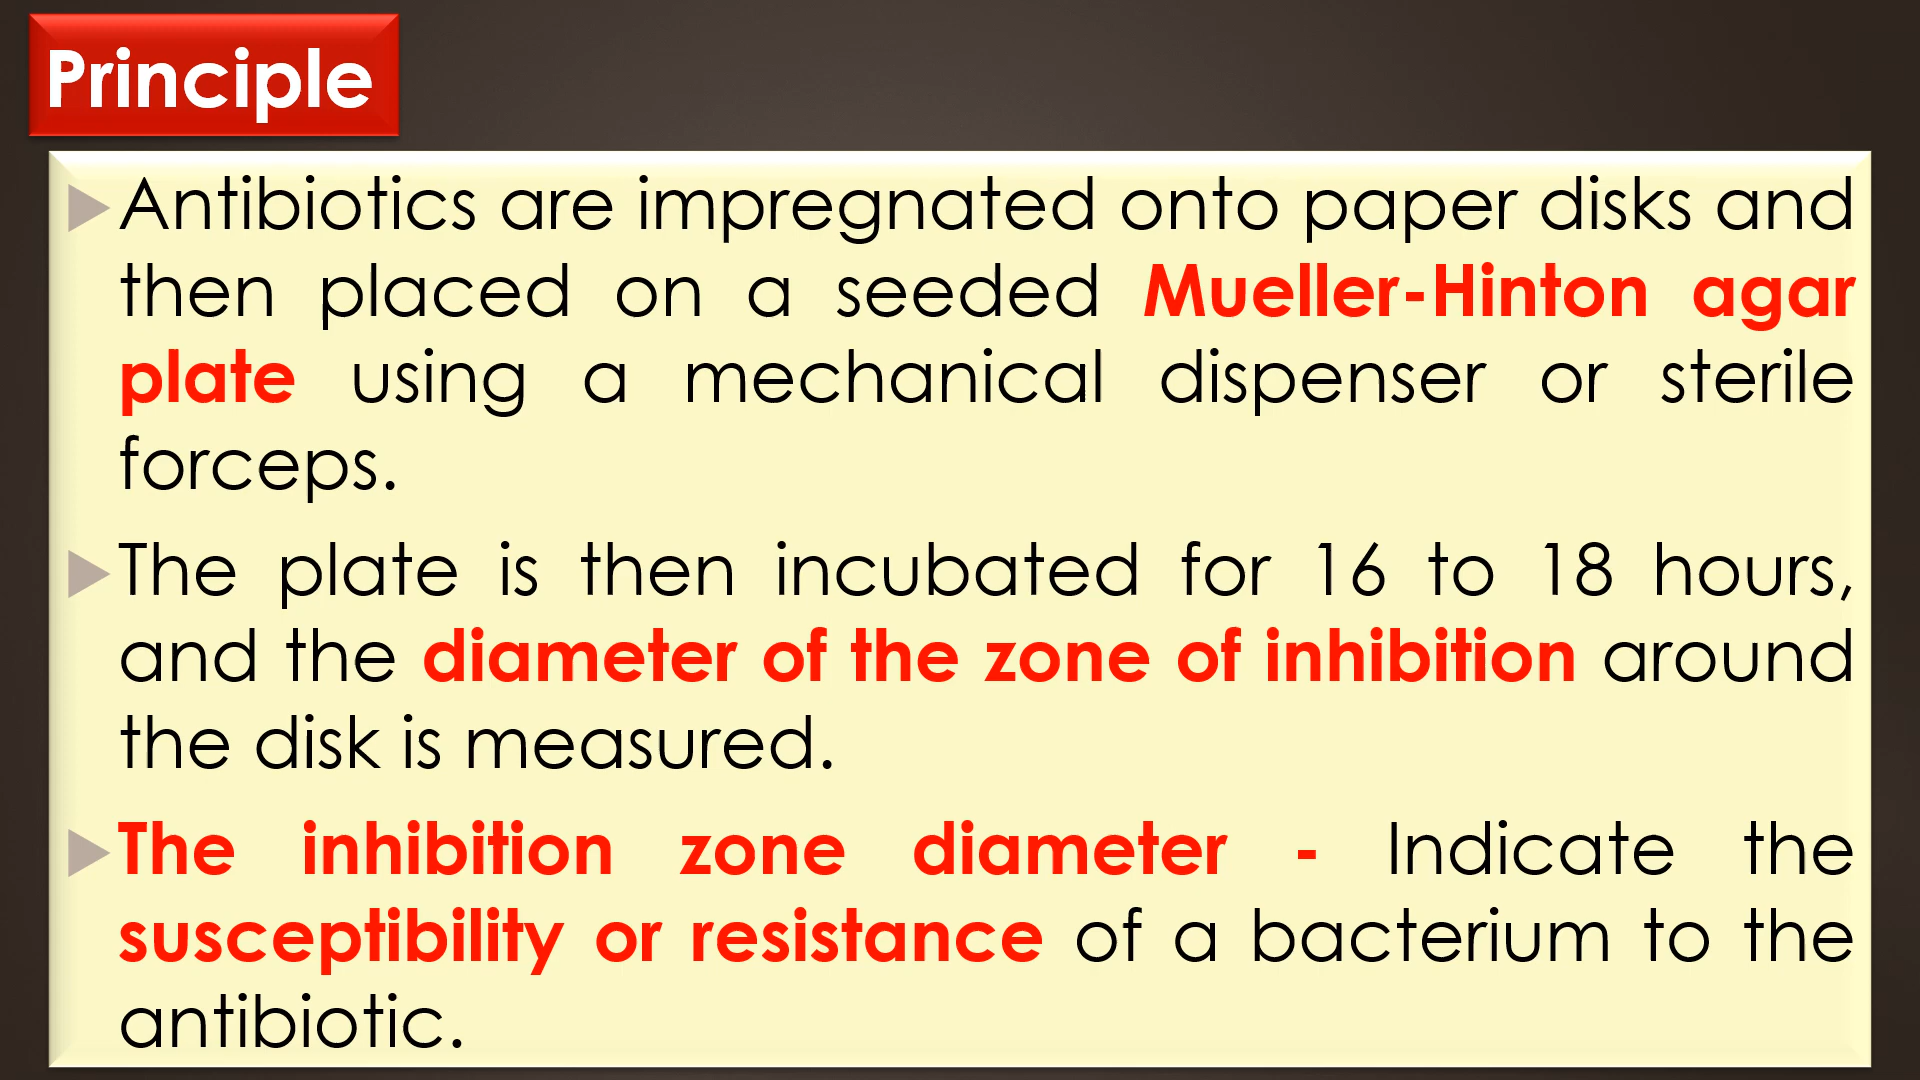 Principle
Antibiotics are impregnated onto paper disks and
then placed on a seeded Mueller-Hinton agar
plate using a mechanical dispenser or sterile
forceps.
The plate is then incubated for 16 to 18 hours,
and the diameter of the zone of inhibition around
the disk is measured.
The inhibition zone diameter - Indicate the
susceptibility or resistance of a bacterium to the
antibiotic.